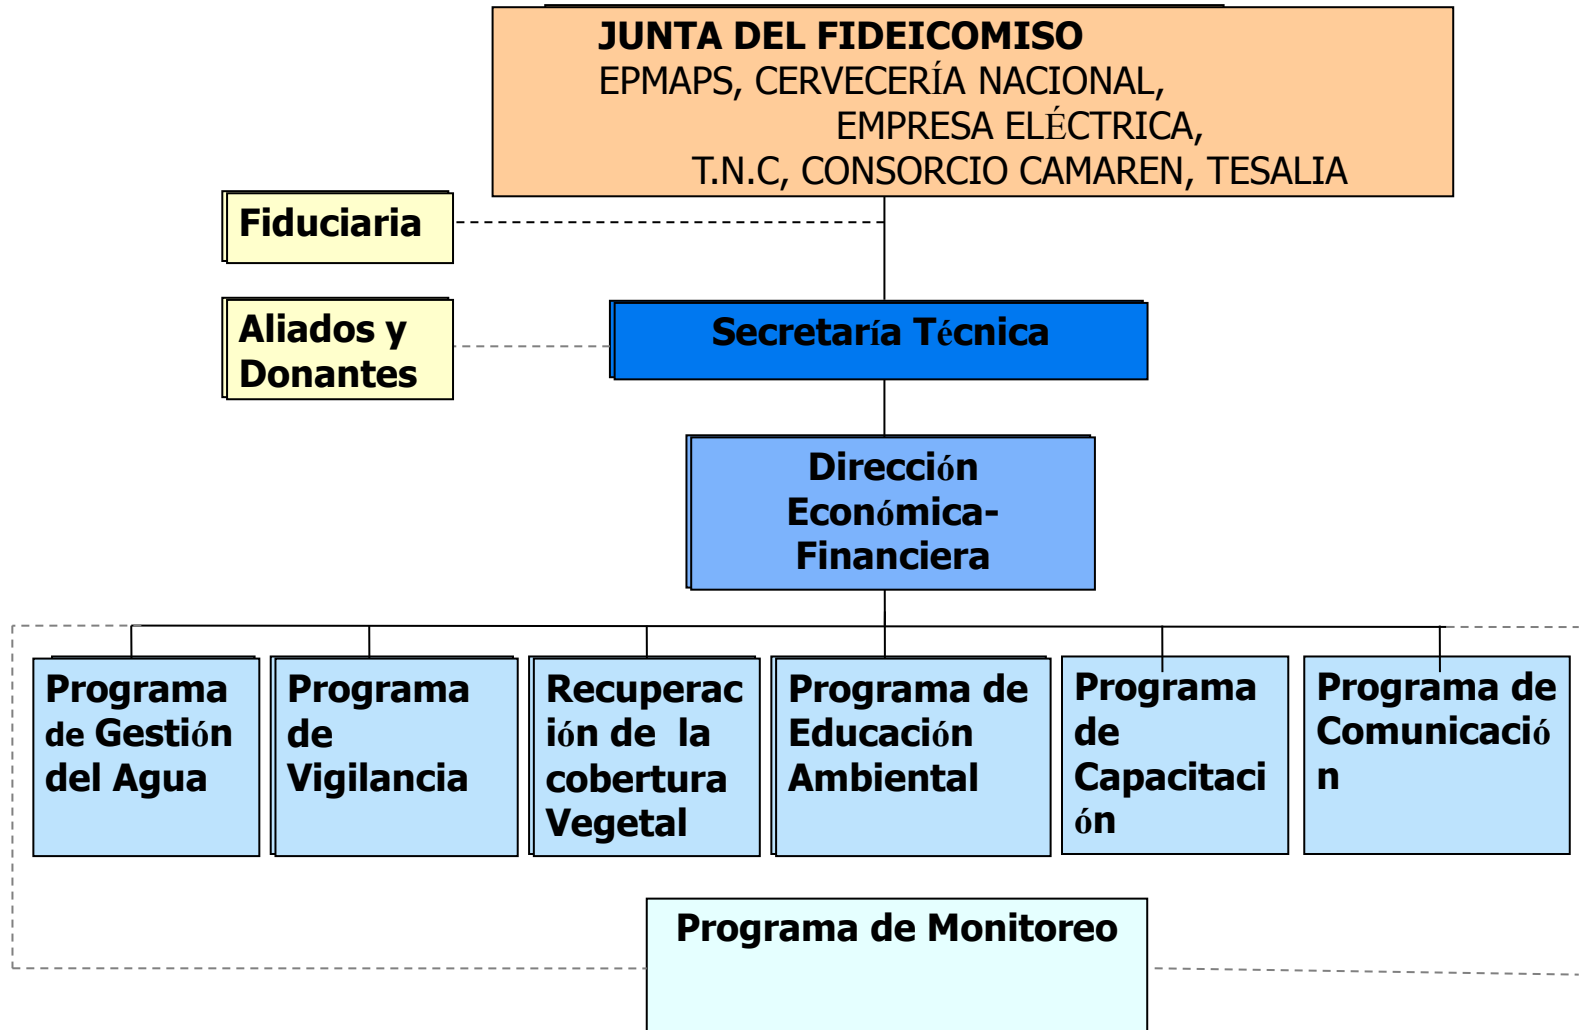 JUNTA DEL FIDEICOMISO
EPMAPS, CERVECERÍA NACIONAL,
EMPRESA ELÉCTRICA,
T.N.C, CONSORCIO CAMAREN, TESALIA
Fiduciaria
Aliados y
Donantes
Secretaría Técnica
Dirección
Económica-
Financiera
Programa
de Gestión
del Agua
Programa
de
Vigilancia
Recuperac
ión de la
cobertura
Vegetal
Programa de
Educación
Ambiental
Programa
de
Capacitaci
ón
Programa de
Comunicació
n
Programa de Monitoreo